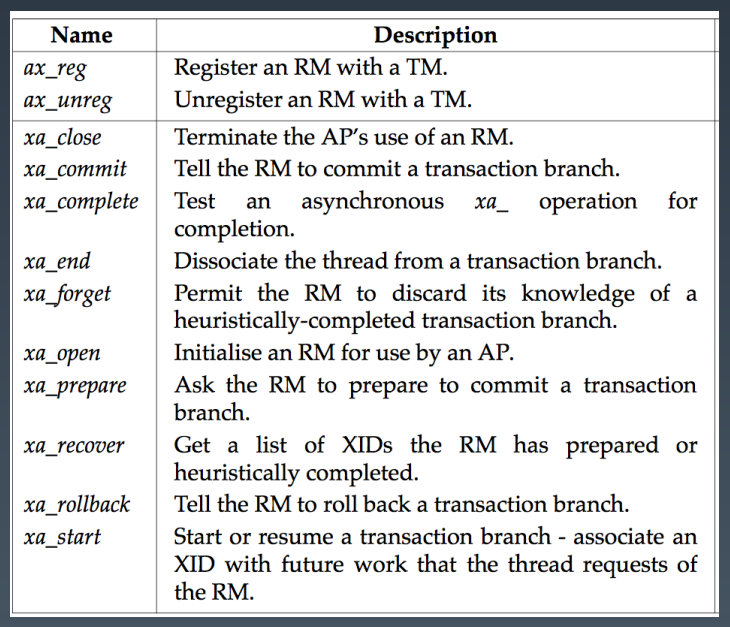 Name Description
ax_reg Register an RM with a TM.
ax_unreg Unregister an RM with a TM.
xa_close Terminate the AP's use of an RM.
xa_commit Tell the RM to commit a transaction branch.
xa_complete Test an asynchronous xa_ operation for
completion.
xa_end Dissociate the thread from a transaction branch.
xa_forget Permit the RM to discard its knowledge of a
heuristically-completed transaction branch.
xa_open Initialise an RM for use by an AP.
xa_prepare Ask the RM to prepare to commit a transaction
branch.
xa_recover Get a list of XIDs the RM has prepared or
heuristically completed.
xa_rollback Tell the RM to roll back a transaction branch.
xa_start Start or resume a transaction branch - associate an
XID with future work that the thread requests of
the RM.